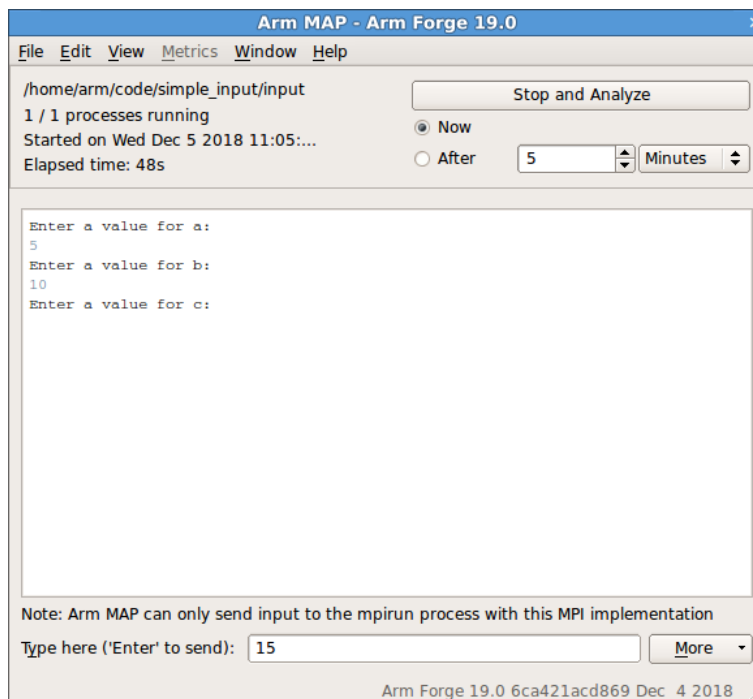 Arm MAP - Arm Forge 19.0
File Edit View Metrics Window Help
/home/arm/code/simple_input/input
1 / 1 processes running
Started on Wed Dec 5 2018 11:05:...
Elapsed time: 48s
Stop and Analyze
Now
After 5 Minutes
Enter a value for a:
5
Enter a value for b:
10
Enter a value for c:
Note: Arm MAP can only send input to the mpirun process with this MPI implementation
Type here ('Enter' to send): 15 More
Arm Forge 19.0 6ca421acd869 Dec 4 2018